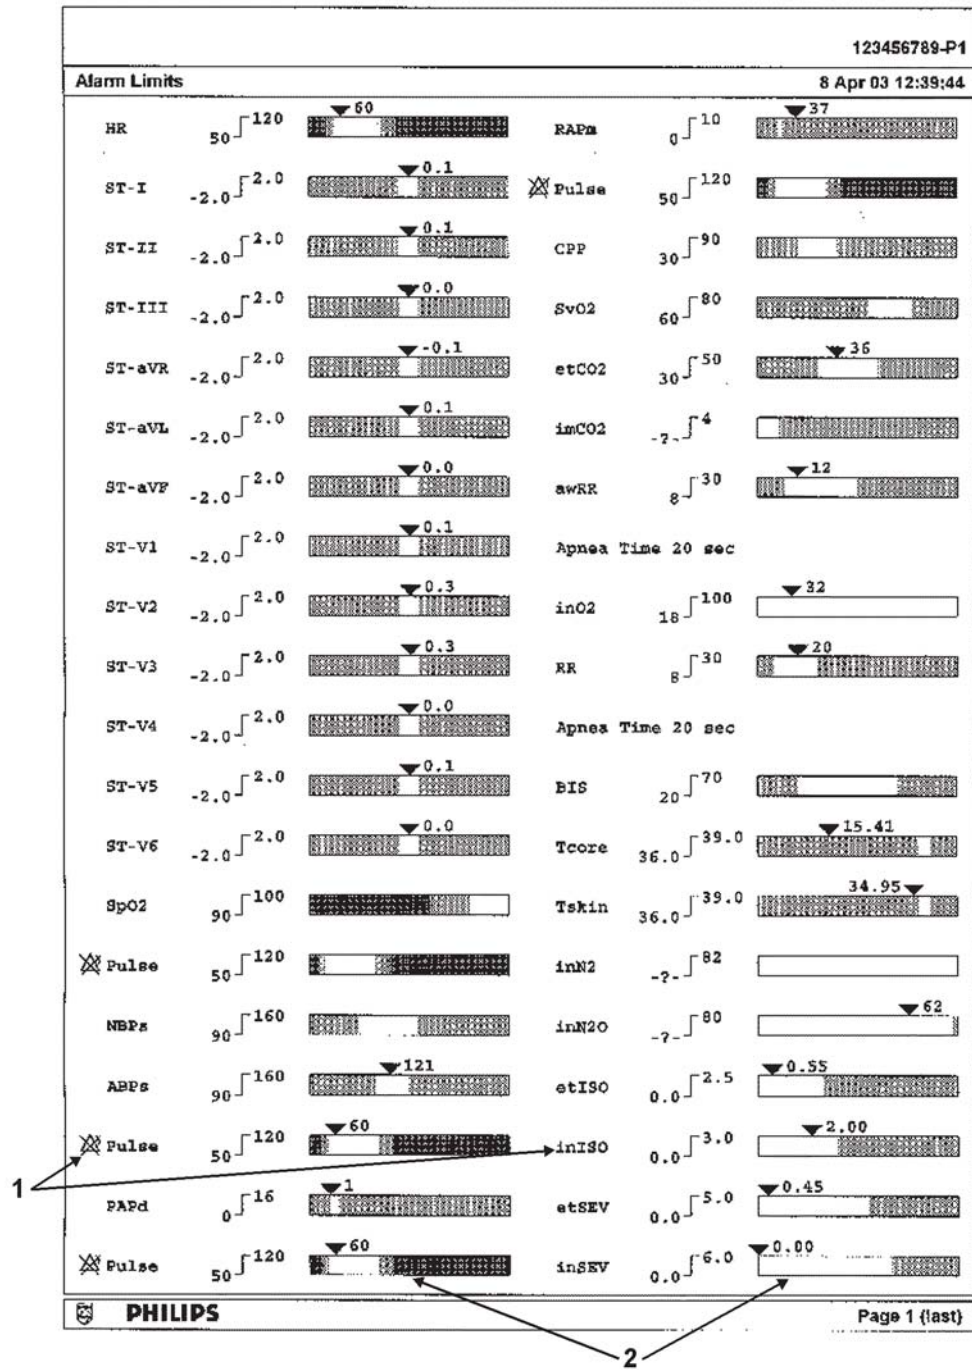 123456789-P1
Alarm Limits
8 Apr 03 12:39:44
HR 50 120 60
ST-I -2.0 2.0 0.1
ST-II -2.0 2.0 0.1
ST-III -2.0 2.0 0.0
ST-aVR -2.0 2.0 -0.1
ST-aVL -2.0 2.0 0.1
ST-aVF -2.0 2.0 0.0
ST-V1 -2.0 2.0 0.1
ST-V2 -2.0 2.0 0.3
ST-V3 -2.0 2.0 0.3
ST-V4 -2.0 2.0 0.0
ST-V5 -2.0 2.0 0.1
ST-V6 -2.0 2.0 0.0
SpO2 90 100
Pulse 50 120
NBPs 90 160
ABPs 90 160 121
Pulse 50 120 60
PAPd 0 16 1
Pulse 50 120 60
RAPm 0 10 37
Pulse 50 120
CPP 30 90
SvO2 60 80
etCO2 30 50 36
imCO2 -?- 4
awRR 8 30 12
Apnea Time 20 sec
inO2 18 100 32
RR 8 30 20
Apnea Time 20 sec
BIS 20 70
Tcore 36.0 39.0 15.41
Tskin 36.0 39.0 34.95
inN2 -?- 82
inN2O -?- 80 62
etISO 0.0 2.5 0.55
inISO 0.0 3.0 2.00
etSEV 0.0 5.0 0.45
inSEV 0.0 6.0 0.00
1
PHILIPS
Page 1 (last)
2